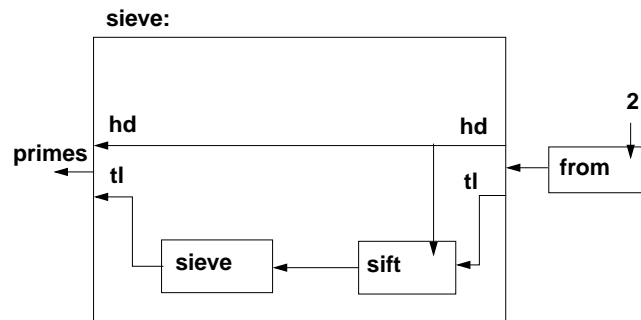 sieve:
2
hd hd
primes from
tl tl
sieve sift